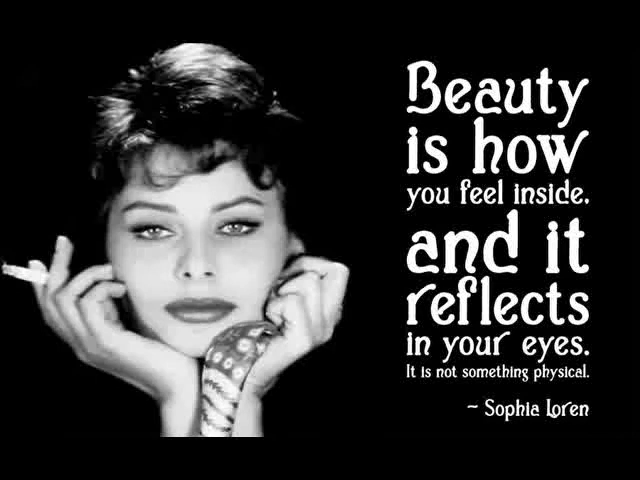 Beauty
is how
you feel inside.
and it
reflects
in your eyes.
It is not something physical.
~ Sophia Loren